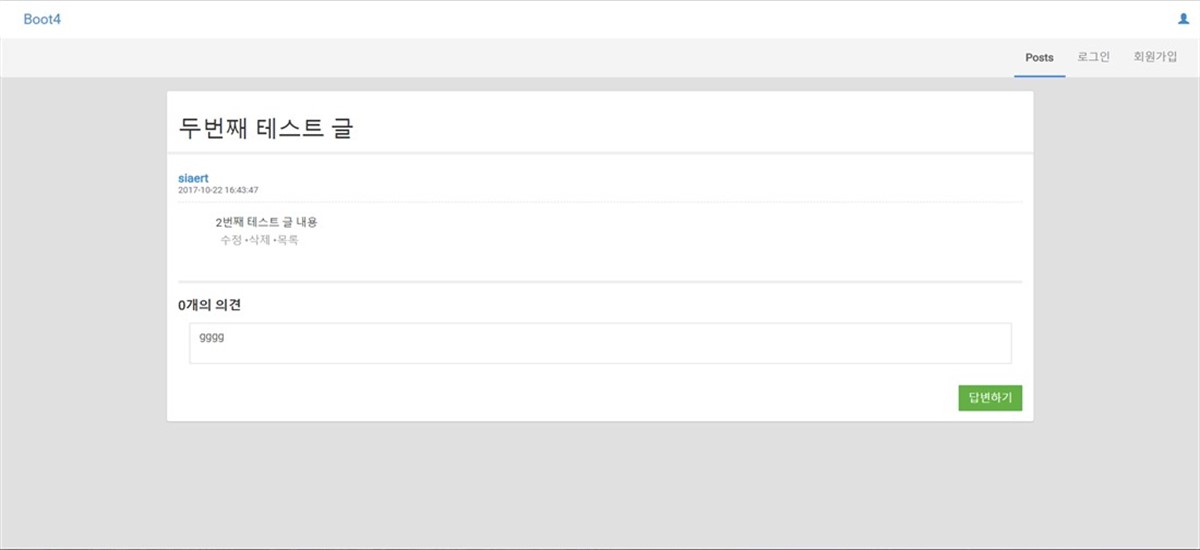 Boot4
Posts 로그인 회원가입
두번째 테스트 글
siaert
2017-10-22 16:43:47
2번째 테스트 글 내용
수정 •삭제 •목록
0개의 의견
gggg
답변하기